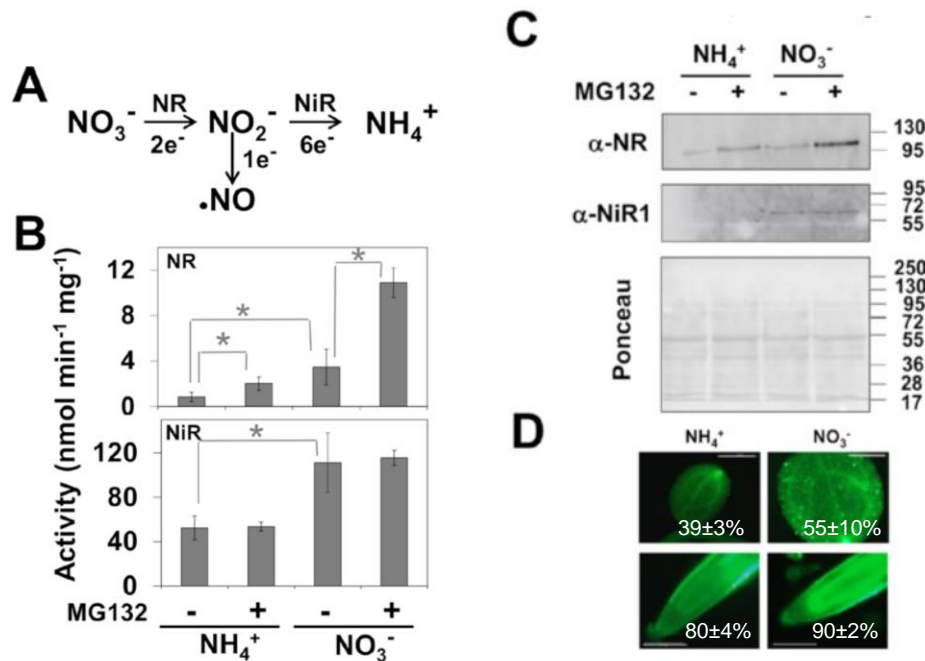 A
NO₃⁻ NR 2e⁻ NO₂⁻ NiR 6e⁻ NH₄⁺
1e⁻
•NO
B
Activity (nmol min⁻¹ mg⁻¹)
NR
12
8
4
0
*
*
*
NiR
120
80
40
0
*
MG132 - + - +
NH₄⁺ NO₃⁻
C
NH₄⁺ NO₃⁻
MG132 - + - +
α-NR
130
95
α-NiR1
95
72
55
Ponceau
250
130
95
72
55
36
28
17
D
NH₄⁺ NO₃⁻
39±3% 55±10%
80±4% 90±2%